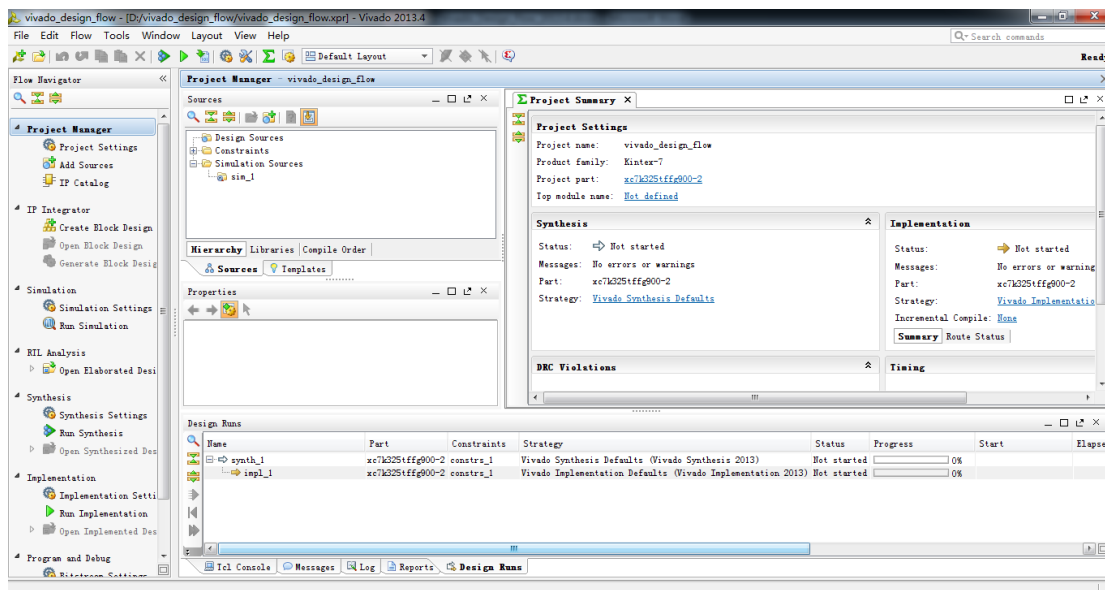 vivado_design_flow - [D:/vivado_design_flow/vivado_design_flow.xpr] - Vivado 2013.4
File Edit Flow Tools Window Layout View Help
Search commands
Default Layout
Ready
Flow Navigator
Project Manager - vivado_design_flow
Project Manager
Project Settings
Add Sources
IP Catalog
IP Integrator
Create Block Design
Open Block Design
Generate Block Desig
Simulation
Simulation Settings
Run Simulation
RTL Analysis
Open Elaborated Desi
Synthesis
Synthesis Settings
Run Synthesis
Open Synthesized Des
Implementation
Implementation Setti
Run Implementation
Open Implemented Des
Program and Debug
Bitstream Settings
Sources
Design Sources
Constraints
Simulation Sources
sim_1
Hierarchy Libraries Compile Order
Sources Templates
Properties
Project Summary
Project Settings
Project name: vivado_design_flow
Product family: Kintex-7
Project part: xc7k325tffg900-2
Top module name: Not defined
Synthesis
Status: Not started
Messages: No errors or warnings
Part: xc7k325tffg900-2
Strategy: Vivado Synthesis Defaults
Implementation
Status: Not started
Messages: No errors or warning
Part: xc7k325tffg900-2
Strategy: Vivado Implementatio
Incremental Compile: None
Summary Route Status
DRC Violations
Timing
Design Runs
Name Part Constraints Strategy Status Progress Start Elapse
synth_1 xc7k325tffg900-2 constrs_1 Vivado Synthesis Defaults (Vivado Synthesis 2013) Not started 0%
impl_1 xc7k325tffg900-2 constrs_1 Vivado Implementation Defaults (Vivado Implementation 2013) Not started 0%
Tcl Console Messages Log Reports Design Runs